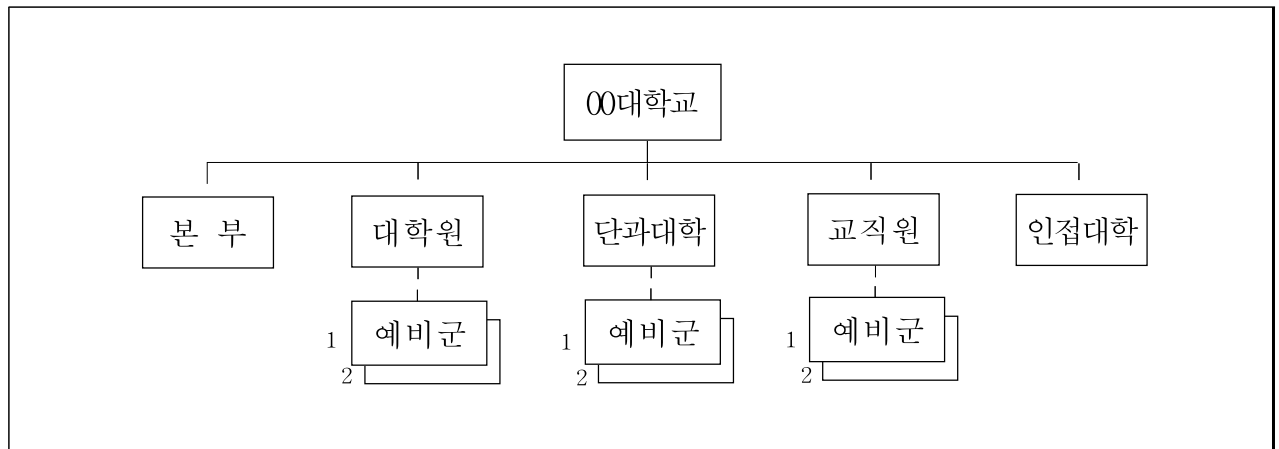 00대학교
본 부
대학원
단과대학
교직원
인접대학
1 예비군
2
1 예비군
2
1 예비군
2